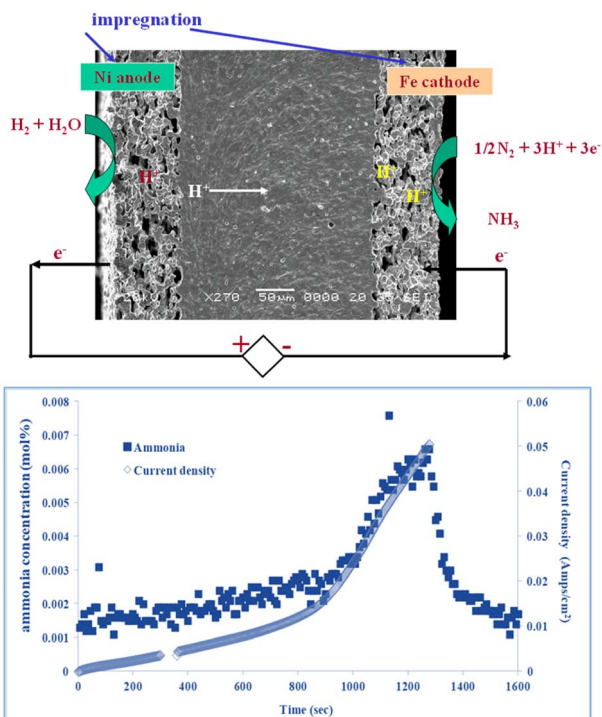 impregnation
Ni anode
Fe cathode
H₂ + H₂O
1/2 N₂ + 3H⁺ + 3e⁻
H⁺
H⁺
H⁺
H⁺
NH₃
e⁻
e⁻
X270 50μm 0000 20
+ -
0.008
0.007
0.006
0.005
0.004
0.003
0.002
0.001
0
ammonia concentration (mol%)
Ammonia
Current density
0.06
0.05
0.04
0.03
0.02
0.01
0
Current density (Amps/cm²)
0 200 400 600 800 1000 1200 1400 1600
Time (sec)